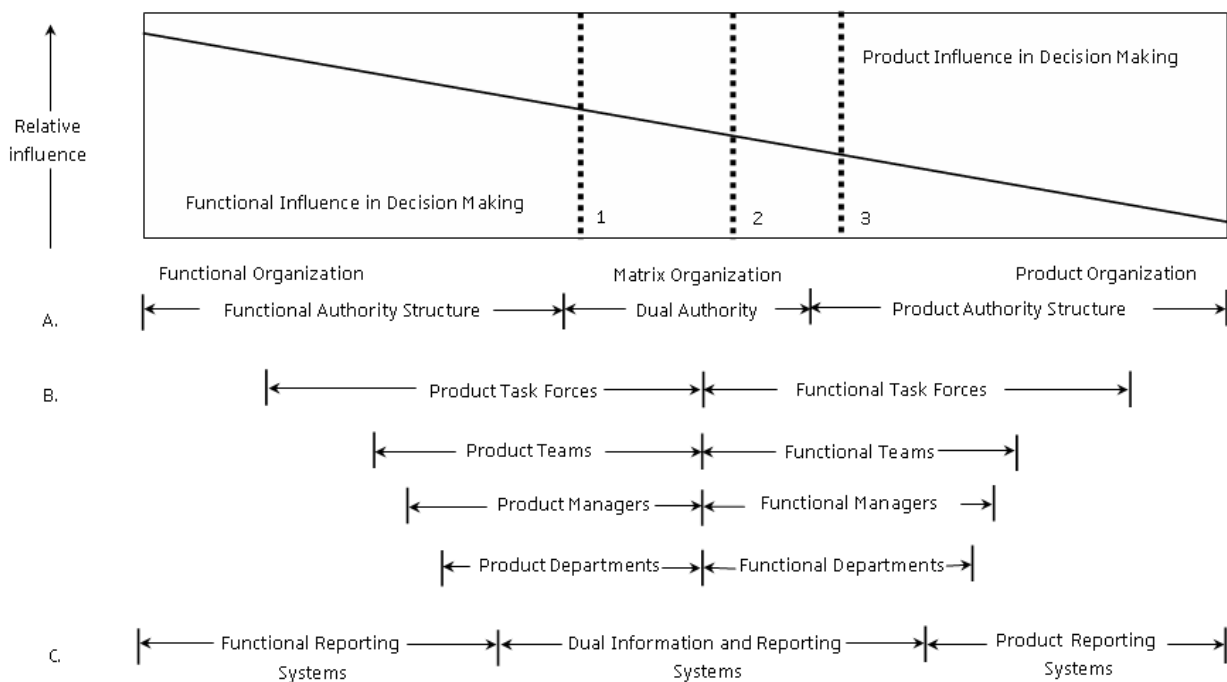 Product Influence in Decision Making
Relative
influence
Functional Influence in Decision Making
1
2
3
Functional Organization
Matrix Organization
Product Organization
A.
Functional Authority Structure
Dual Authority
Product Authority Structure
B.
Product Task Forces
Functional Task Forces
Product Teams
Functional Teams
Product Managers
Functional Managers
Product Departments
Functional Departments
C.
Functional Reporting
Systems
Dual Information and Reporting
Systems
Product Reporting
Systems